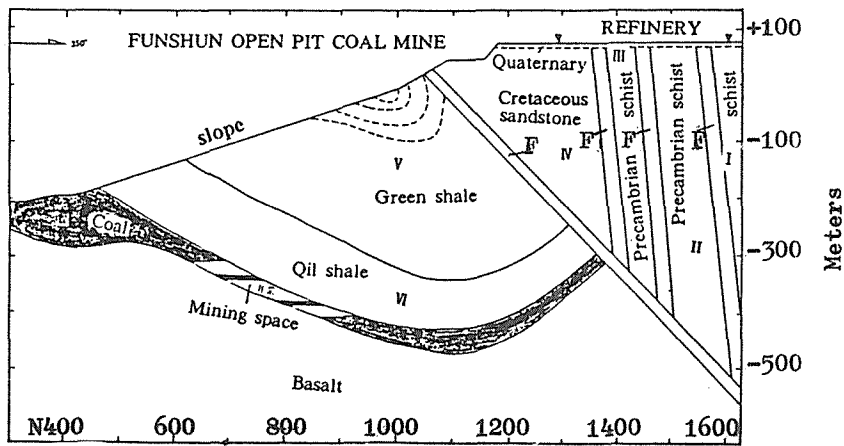 REFINERY
+100
FUNSHUN OPEN PIT COAL MINE
III
Quaternary
Cretaceous
sandstone
schist
Precambrian
schist
Precambrian
schist
slope
F
F
F
F
-100
IV
I
V
Green shale
Meters
Coal
II
-300
Qil shale
VI
Mining space
-500
Basalt
N400
600
800
1000
1200
1400
1600